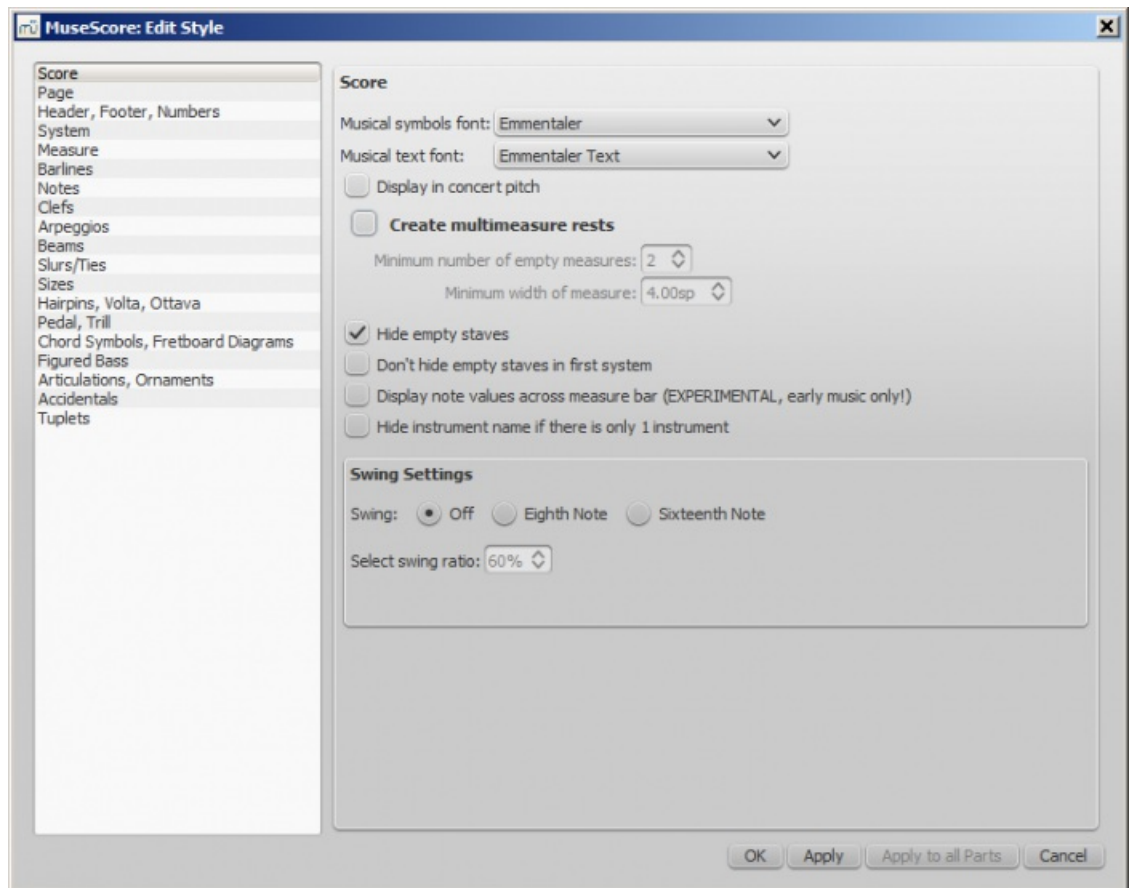 MuseScore: Edit Style
Score
Page
Header, Footer, Numbers
System
Measure
Barlines
Notes
Clefs
Arpeggios
Beams
Slurs/Ties
Sizes
Hairpins, Volta, Ottava
Pedal, Trill
Chord Symbols, Fretboard Diagrams
Figured Bass
Articulations, Ornaments
Accidentals
Tuplets
Score
Musical symbols font: Emmentaler
Musical text font: Emmentaler Text
Display in concert pitch
Create multimeasure rests
Minimum number of empty measures: 2
Minimum width of measure: 4.00sp
Hide empty staves
Don't hide empty staves in first system
Display note values across measure bar (EXPERIMENTAL, early music only!)
Hide instrument name if there is only 1 instrument
Swing Settings
Swing: Off Eighth Note Sixteenth Note
Select swing ratio: 60%
OK Apply Apply to all Parts Cancel